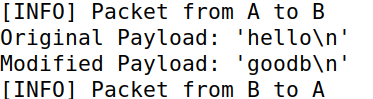 [INFO] Packet from A to B
Original Payload: 'hello\n'
Modified Payload: 'goodb\n'
[INFO] Packet from B to A